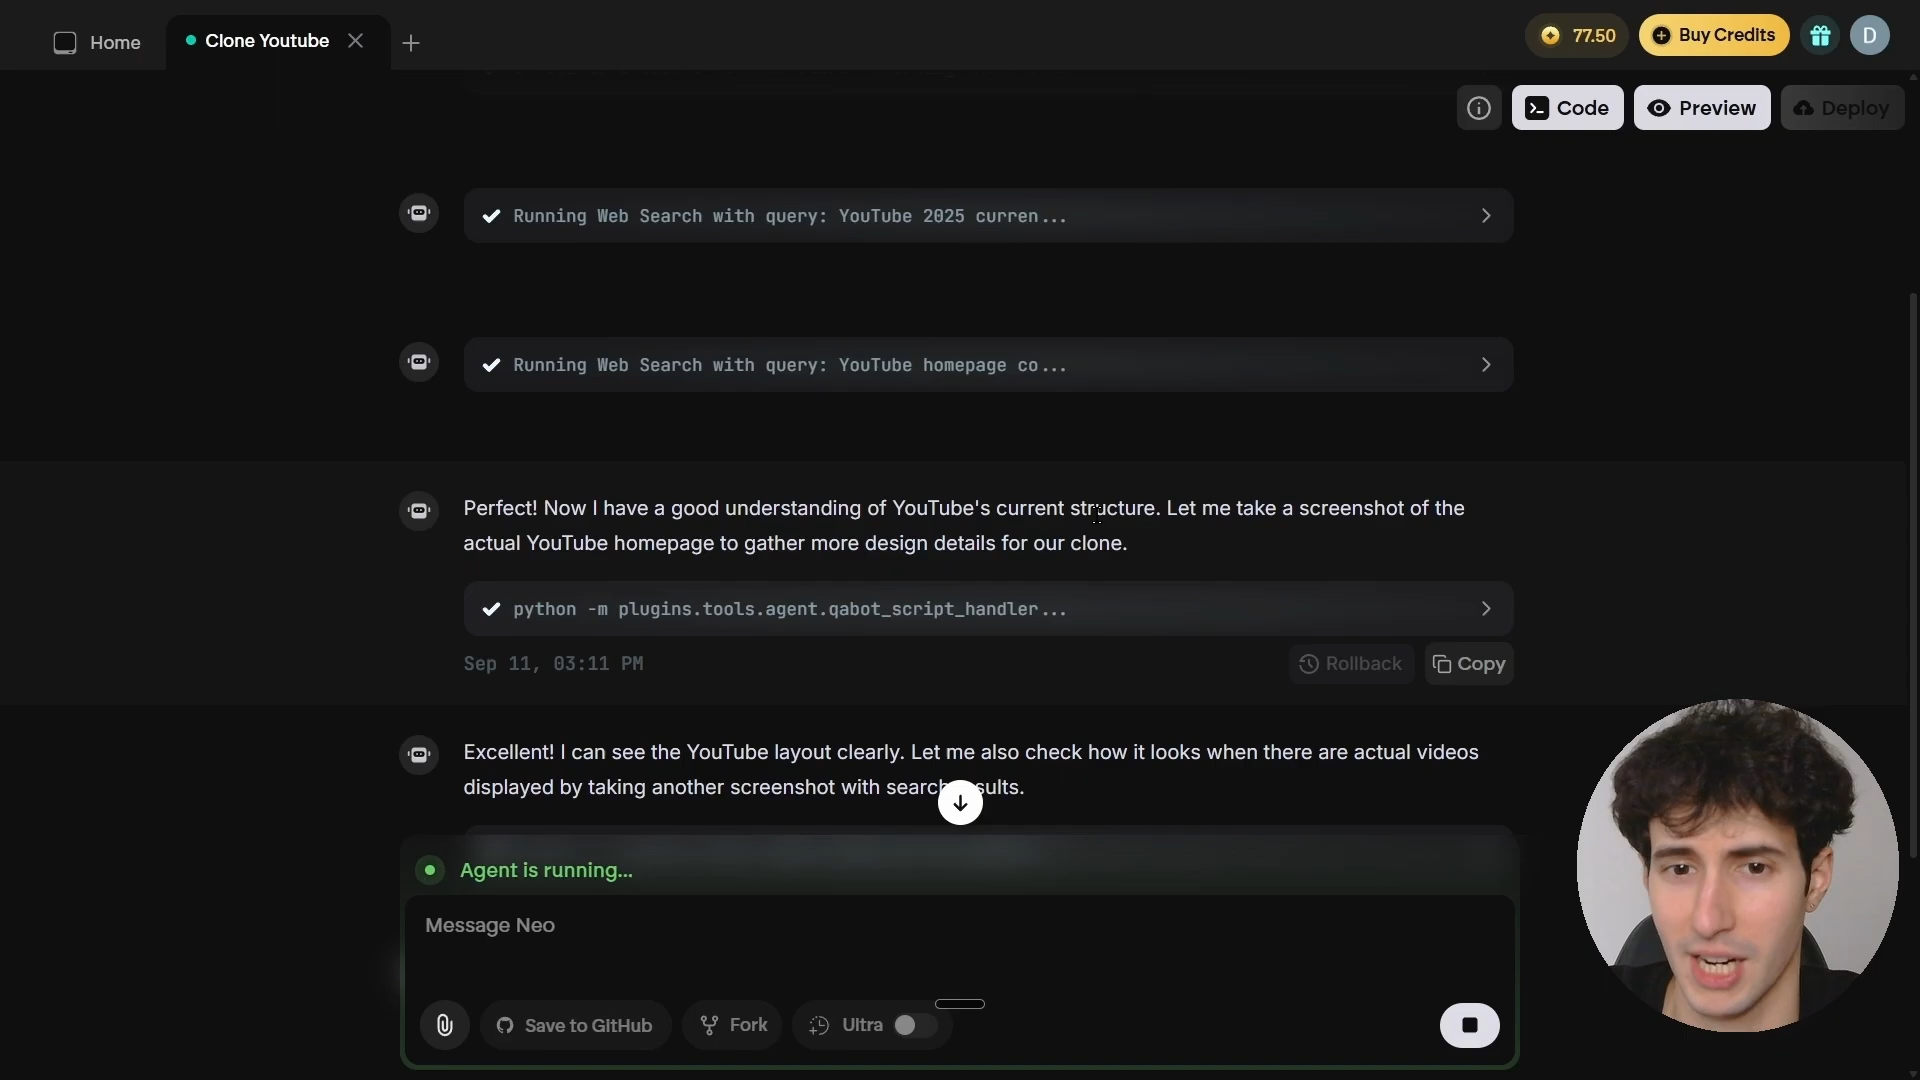 Home
Clone Youtube
77.50
Buy Credits
D
Code
Preview
Deploy
Running Web Search with query: YouTube 2025 curren...
Running Web Search with query: YouTube homepage co...
Perfect! Now I have a good understanding of YouTube's current structure. Let me take a screenshot of the
actual YouTube homepage to gather more design details for our clone.
python -m plugins.tools.agent.qabot_script_handler...
Sep 11, 03:11 PM
Rollback
Copy
Excellent! I can see the YouTube layout clearly. Let me also check how it looks when there are actual videos
displayed by taking another screenshot with search
Agent is running...
Message Neo
Save to GitHub
Fork
Ultra